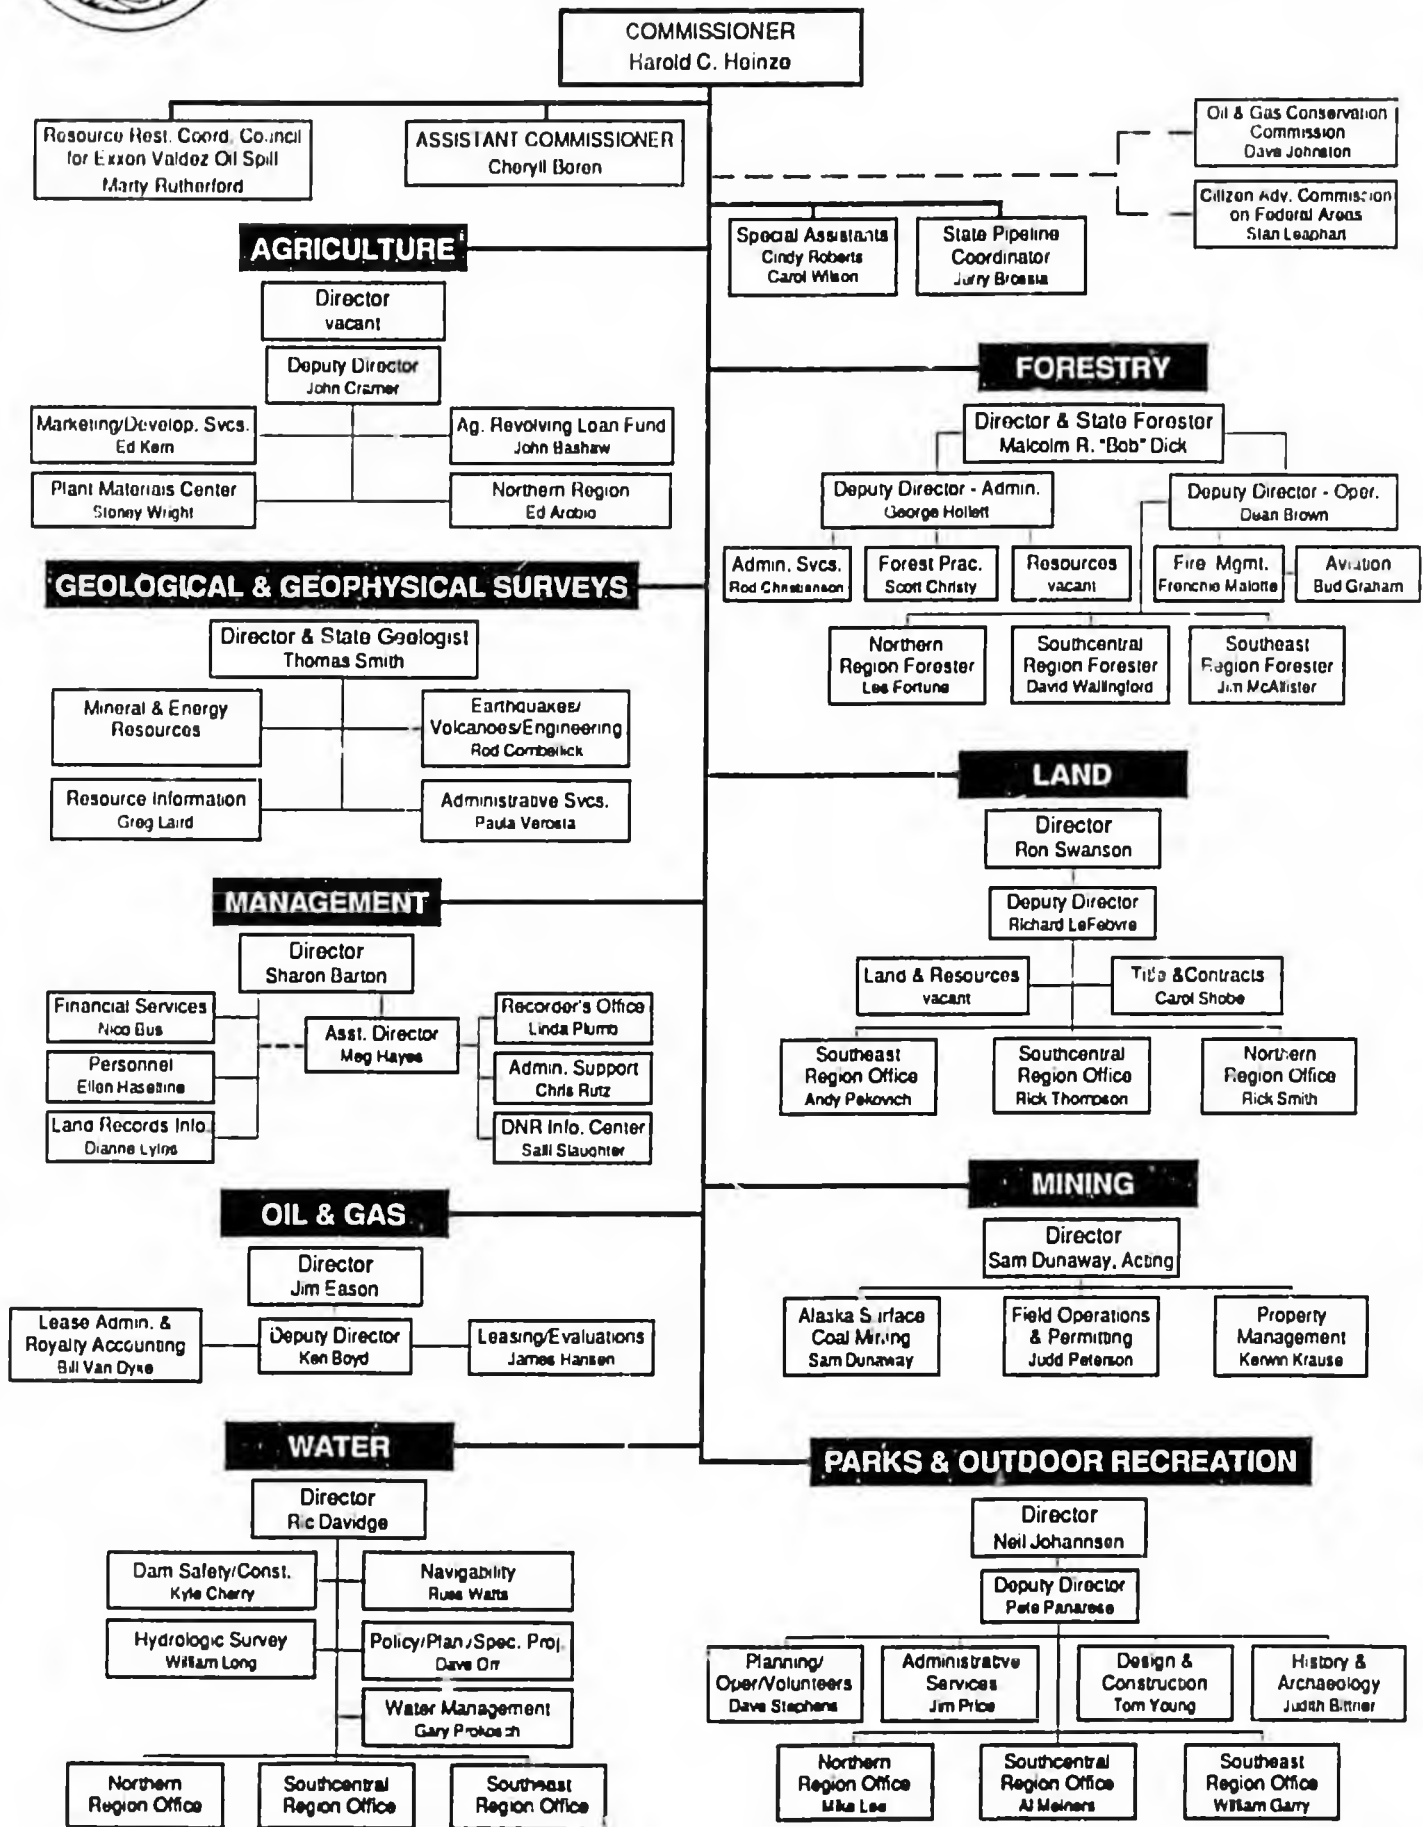 COMMISSIONER
Harold C. Heinze
Resource Rest. Coord. Council
for Exxon Valdez Oil Spill
Marty Rutherford
ASSISTANT COMMISSIONER
Cheryll Boren
Oil & Gas Conservation
Commission
Dave Johnston
Citizen Adv. Commission
on Federal Areas
Stan Leaphart
Special Assistants
Cindy Roberts
Carol Wilson
State Pipeline
Coordinator
Jerry Brossia
AGRICULTURE
Director
vacant
Deputy Director
John Cramer
Marketing/Develop. Svcs.
Ed Kern
Ag. Revolving Loan Fund
John Bashaw
Plant Materials Center
Stoney Wright
Northern Region
Ed Arobio
FORESTRY
Director & State Forester
Malcolm R. "Bob" Dick
Deputy Director - Admin.
George Hollett
Deputy Director - Oper.
Dean Brown
Admin. Svcs.
Rod Christianson
Forest Prac.
Scott Christy
Resources
vacant
Fire Mgmt.
Frenchie Malotte
Aviation
Bud Graham
Northern
Region Forester
Les Fortune
Southcentral
Region Forester
David Wallingford
Southeast
Region Forester
Jim McAllister
GEOLOGICAL & GEOPHYSICAL SURVEYS
Director & State Geologist
Thomas Smith
Mineral & Energy
Resources
Earthquakes/
Volcanoes/Engineering
Rod Combellick
Resource Information
Greg Laird
Administrative Svcs.
Paula Verosta
LAND
Director
Ron Swanson
Deputy Director
Richard LeFebvre
Land & Resources
vacant
Title &Contracts
Carol Shobe
Southeast
Region Office
Andy Pekovich
Southcentral
Region Office
Rick Thompson
Northern
Region Office
Rick Smith
MANAGEMENT
Director
Sharon Barton
Financial Services
Nico Bus
Personnel
Ellen Haseltine
Land Records Info.
Dianne Lyles
Asst. Director
Meg Hayes
Recorder's Office
Linda Plumb
Admin. Support
Chris Rutz
DNR Info. Center
Salli Slaughter
MINING
Director
Sam Dunaway, Acting
Alaska Surface
Coal Mining
Sam Dunaway
Field Operations
& Permitting
Judd Peterson
Property
Management
Kerwin Krause
OIL & GAS
Director
Jim Eason
Lease Admin. &
Royalty Accounting
Bill Van Dyke
Deputy Director
Ken Boyd
Leasing/Evaluations
James Hansen
WATER
Director
Ric Davidge
Dam Safety/Const.
Kyle Cherry
Navigability
Russ Watts
Hydrologic Survey
William Long
Policy/Plan./Spec. Proj.
Dave Orr
Water Management
Gary Prokosch
Northern
Region Office
Southcentral
Region Office
Southeast
Region Office
PARKS & OUTDOOR RECREATION
Director
Neil Johannsen
Deputy Director
Pete Panarese
Planning/
Oper/Volunteers
Dave Stephens
Administrative
Services
Jim Price
Design &
Construction
Tom Young
History &
Archaeology
Judith Bittner
Northern
Region Office
Mike Lee
Southcentral
Region Office
Al Meiners
Southeast
Region Office
William Garry